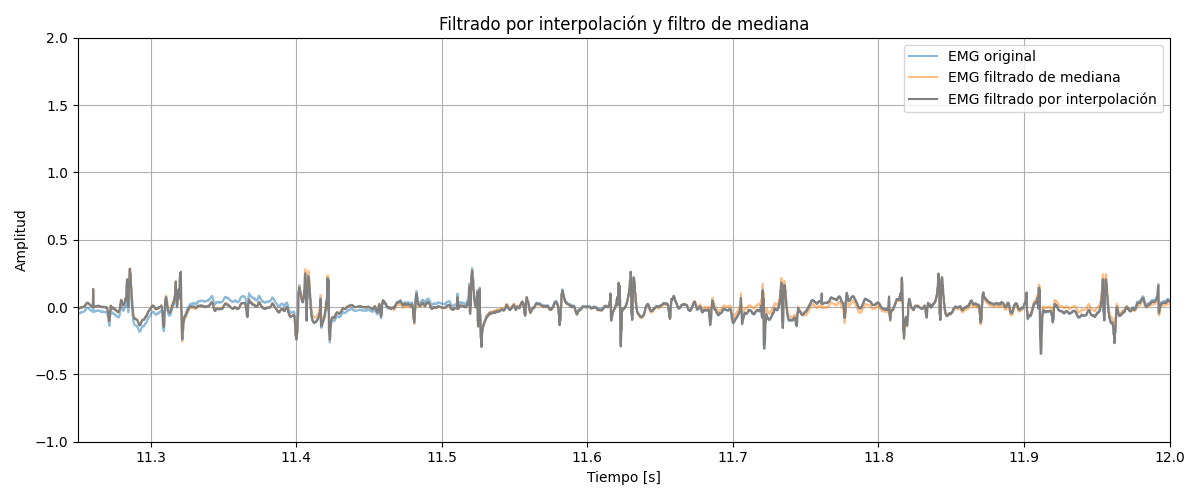 Filtrado por interpolación y filtro de mediana
EMG original
EMG filtrado de mediana
EMG filtrado por interpolación
Amplitud
2.0
1.5
1.0
0.5
0.0
−0.5
−1.0
11.3 11.4 11.5 11.6 11.7 11.8 11.9 12.0
Tiempo [s]